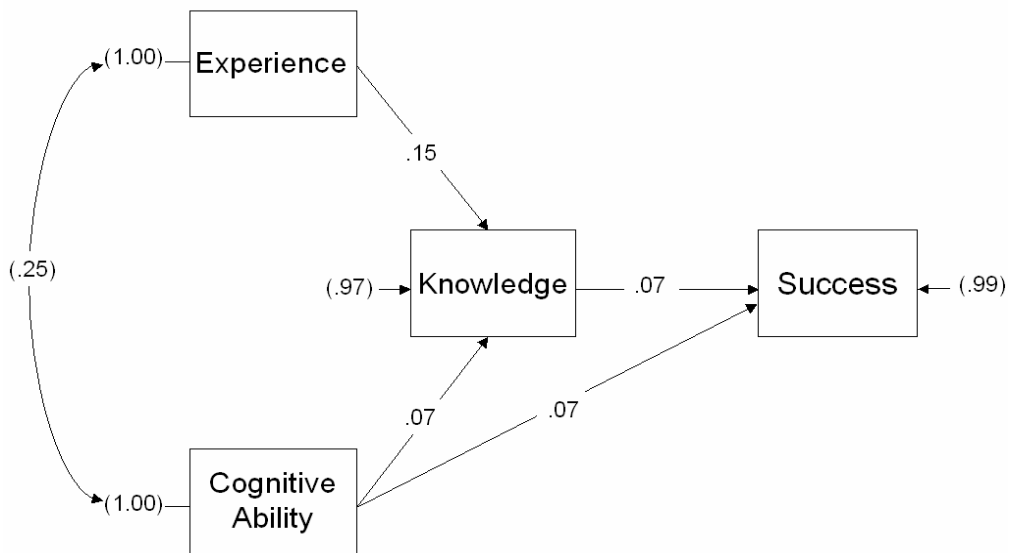 (1.00)
Experience
.15
(.25)
(.97)
Knowledge
.07
Success
(.99)
.07
.07
(1.00)
Cognitive
Ability